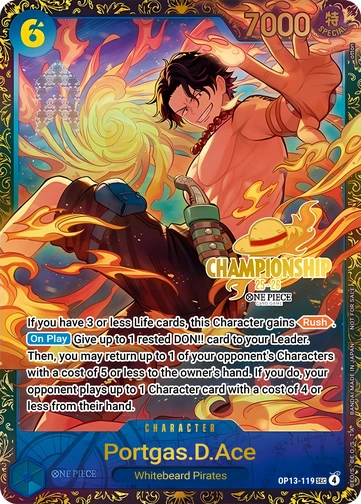 6
7000
特
SPECIAL
CHAMPIONSHIP
25-26
ONE PIECE
CARD GAME
If you have 3 or less Life cards, this Character gains Rush.
On Play Give up to 1 rested DON!! card to your Leader.
Then, you may return up to 1 of your opponent's Characters
with a cost of 5 or less to the owner's hand. If you do, your
opponent plays up to 1 Character card with a cost of 4 or
less from their hand.
CHARACTER
Portgas.D.Ace
ONE PIECE
Whitebeard Pirates
OP13-119 SEC 4